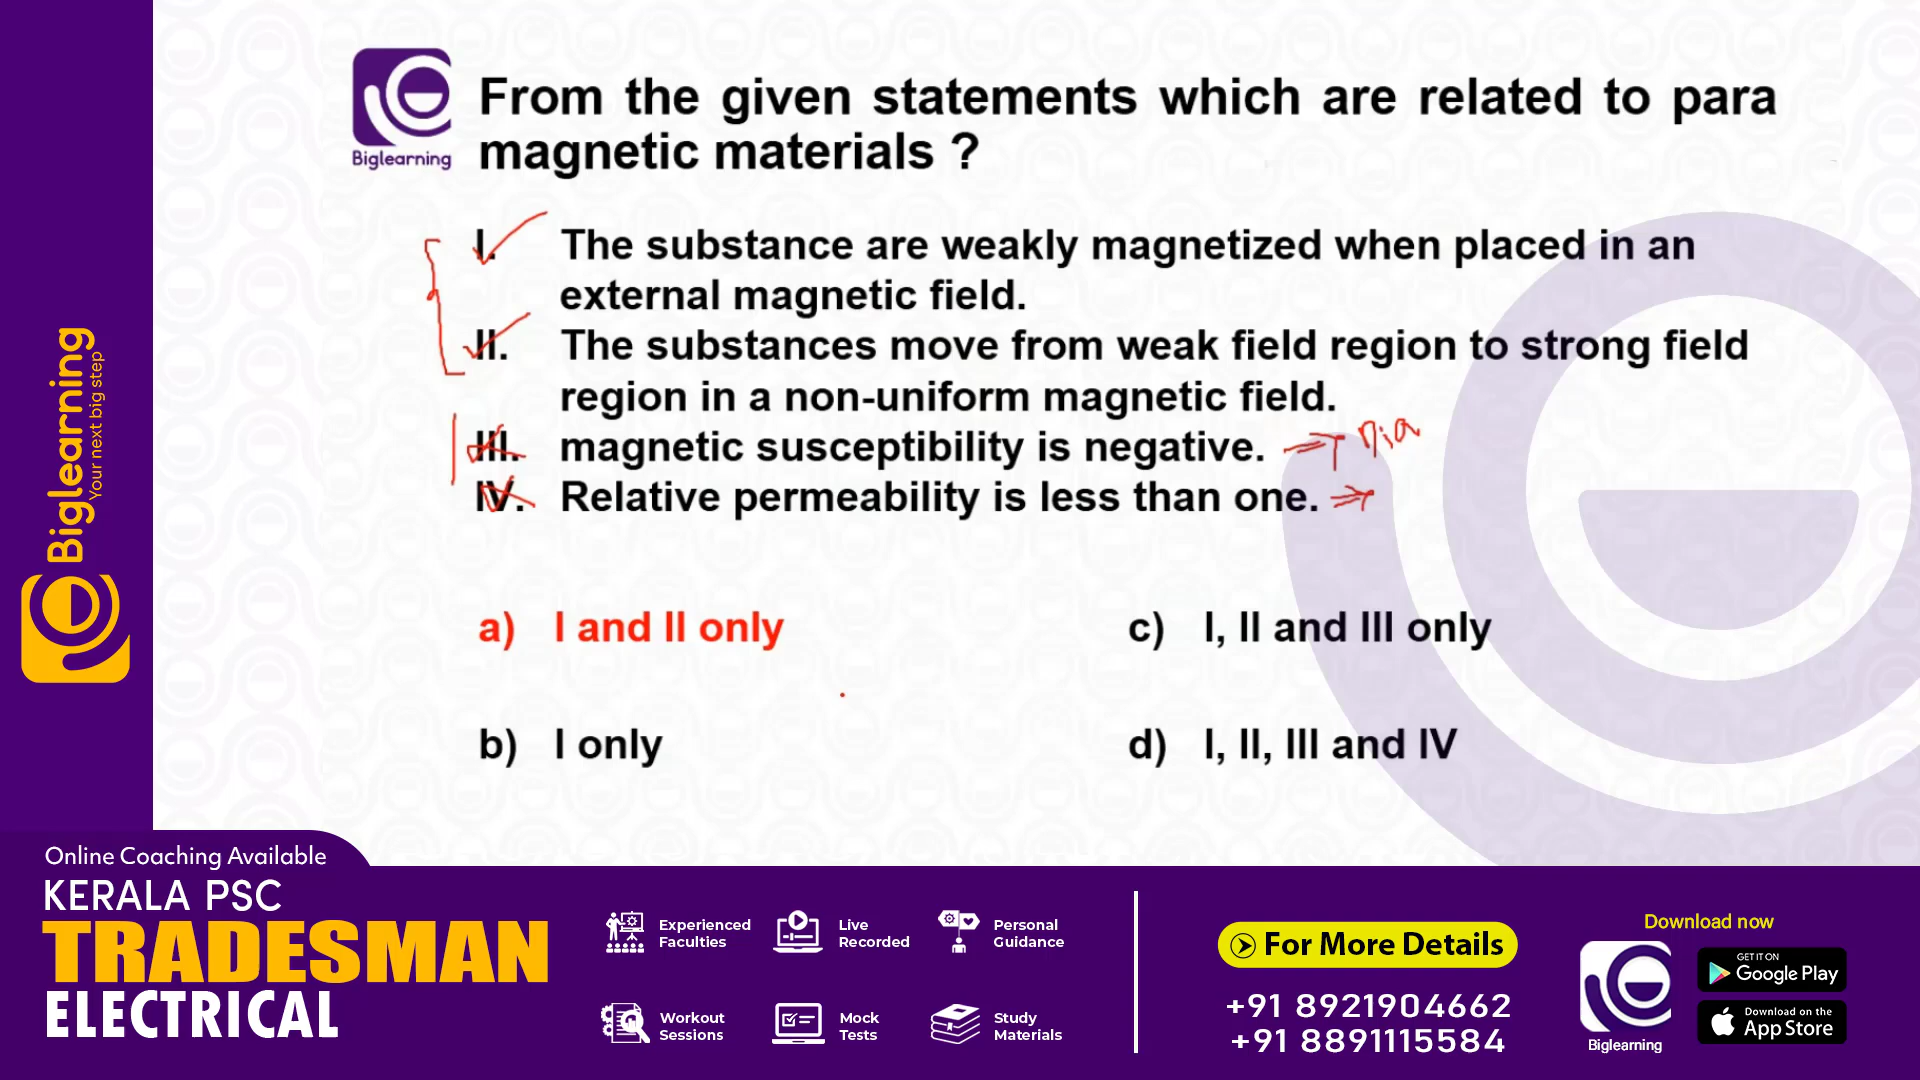 Biglearning
From the given statements which are related to para
magnetic materials ?
I. The substance are weakly magnetized when placed in an
external magnetic field.
II. The substances move from weak field region to strong field
region in a non-uniform magnetic field.
III. magnetic susceptibility is negative. Dia
IV. Relative permeability is less than one.
a) I and II only
c) I, II and III only
b) I only
d) I, II, III and IV
Biglearning
Your next big step
Online Coaching Available
KERALA PSC
TRADESMAN
ELECTRICAL
Experienced
Faculties
Live
Recorded
Personal
Guidance
Workout
Sessions
Mock
Tests
Study
Materials
For More Details
+91 8921904662
+91 8891115584
Download now
Biglearning
GET IT ON
Google Play
Download on the
App Store